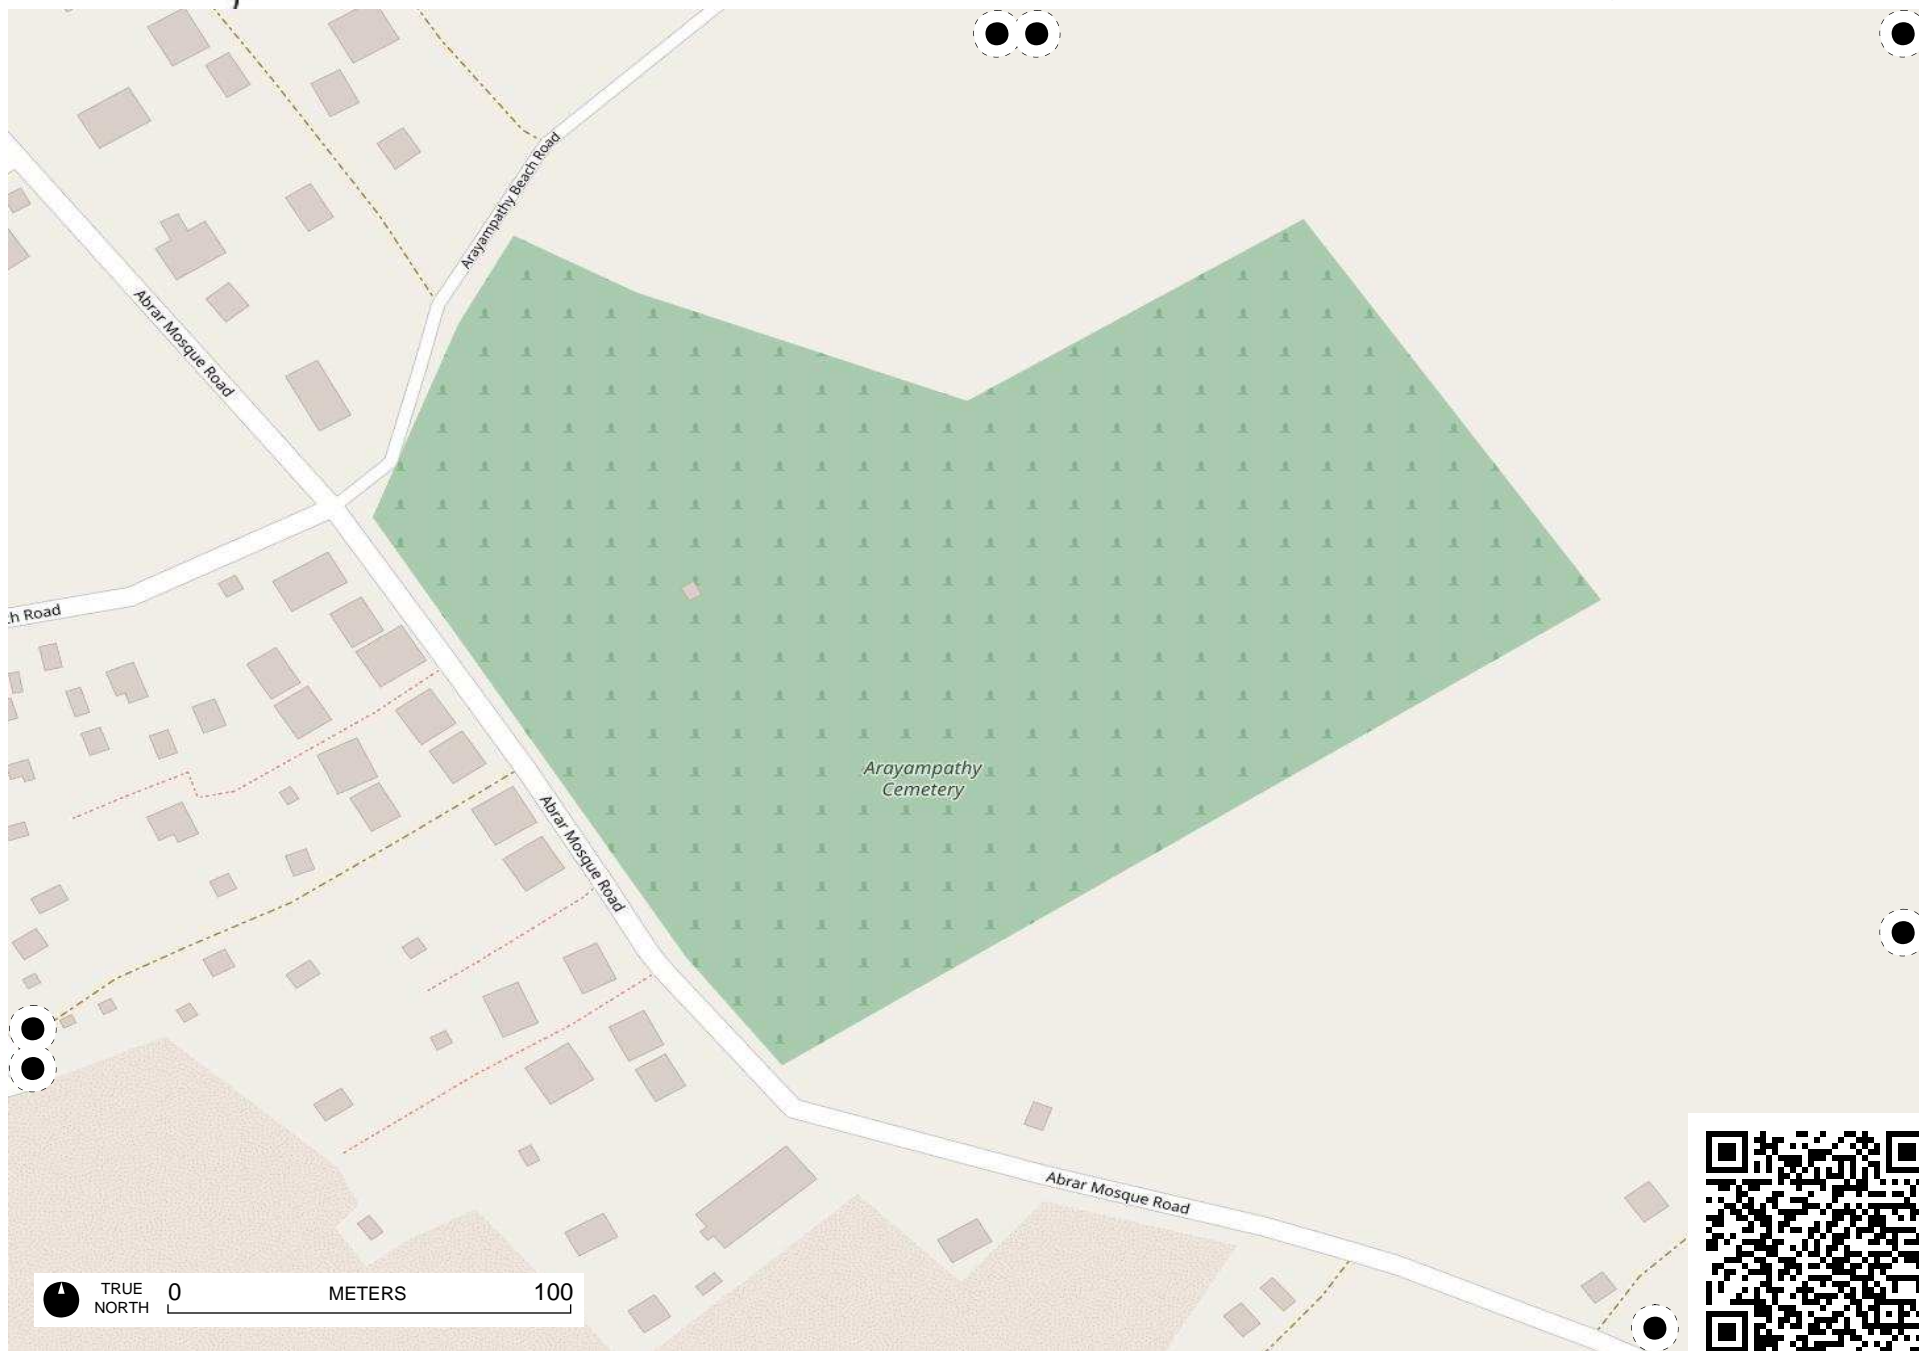 Arayampathy Beach Road
Abrar Mosque Road
Road
Arayampathy
Cemetery
Abrar Mosque Road
Abrar Mosque Road
TRUE
NORTH
0 METERS 100